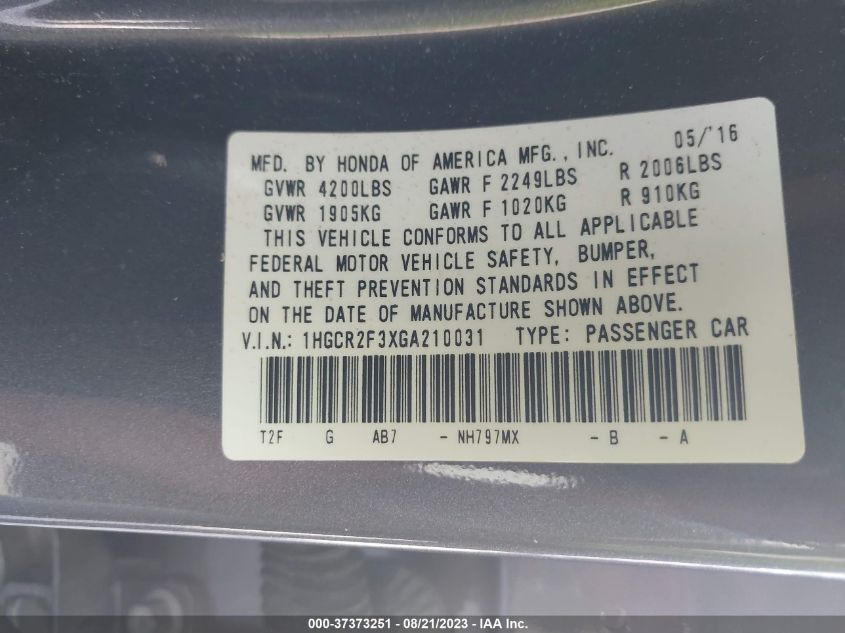 MFD. BY HONDA OF AMERICA MFG., INC. 05/'16
GVWR 4200LBS GAWR F 2249LBS R 2006LBS
GVWR 1905KG GAWR F 1020KG R 910KG
THIS VEHICLE CONFORMS TO ALL APPLICABLE
FEDERAL MOTOR VEHICLE SAFETY, BUMPER,
AND THEFT PREVENTION STANDARDS IN EFFECT
ON THE DATE OF MANUFACTURE SHOWN ABOVE.
V.I.N.: 1HGCR2F3XGA210031 TYPE: PASSENGER CAR
T2F G AB7 - NH797MX - B - A
000-37373251 - 08/21/2023 - IAA Inc.